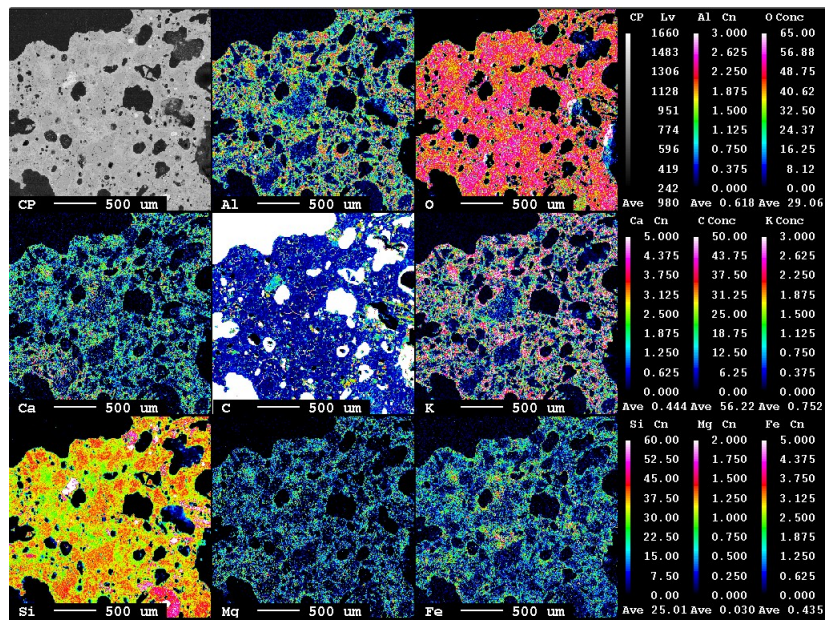 CP 500 um
Al 500 um
O 500 um
Ca 500 um
C 500 um
K 500 um
Si 500 um
Mg 500 um
Fe 500 um
CP Lv Al Cn O Conc
1660 3.000 65.00
1483 2.625 56.88
1306 2.250 48.75
1128 1.875 40.62
951 1.500 32.50
774 1.125 24.37
596 0.750 16.25
419 0.375 8.12
242 0.000 0.00
Ave 980 Ave 0.618 Ave 29.06
Ca Cn C Conc K Conc
5.000 50.00 3.000
4.375 43.75 2.625
3.750 37.50 2.250
3.125 31.25 1.875
2.500 25.00 1.500
1.875 18.75 1.125
1.250 12.50 0.750
0.625 6.25 0.375
0.000 0.00 0.000
Ave 0.444 Ave 56.22 Ave 0.752
Si Cn Mg Cn Fe Cn
60.00 2.000 5.000
52.50 1.750 4.375
45.00 1.500 3.750
37.50 1.250 3.125
30.00 1.000 2.500
22.50 0.750 1.875
15.00 0.500 1.250
7.50 0.250 0.625
0.00 0.000 0.000
Ave 25.01 Ave 0.030 Ave 0.435